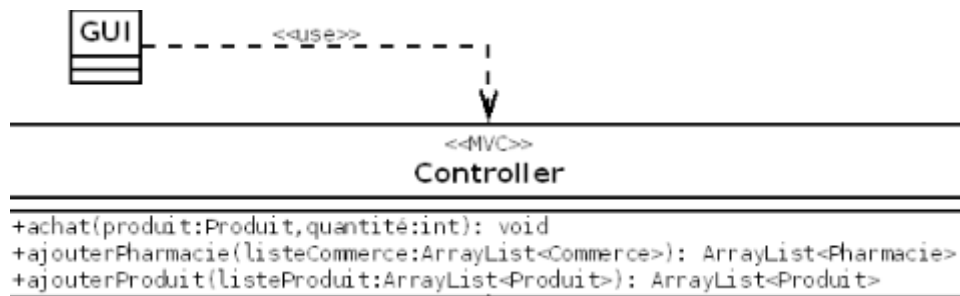 GUI
<<use>>
<<MVC>>
Controller
+achat(produit:Produit,quantité:int): void
+ajouterPharmacie(listeCommerce:ArrayList<Commerce>): ArrayList<Pharmacie>
+ajouterProduit(listeProduit:ArrayList<Produit>): ArrayList<Produit>